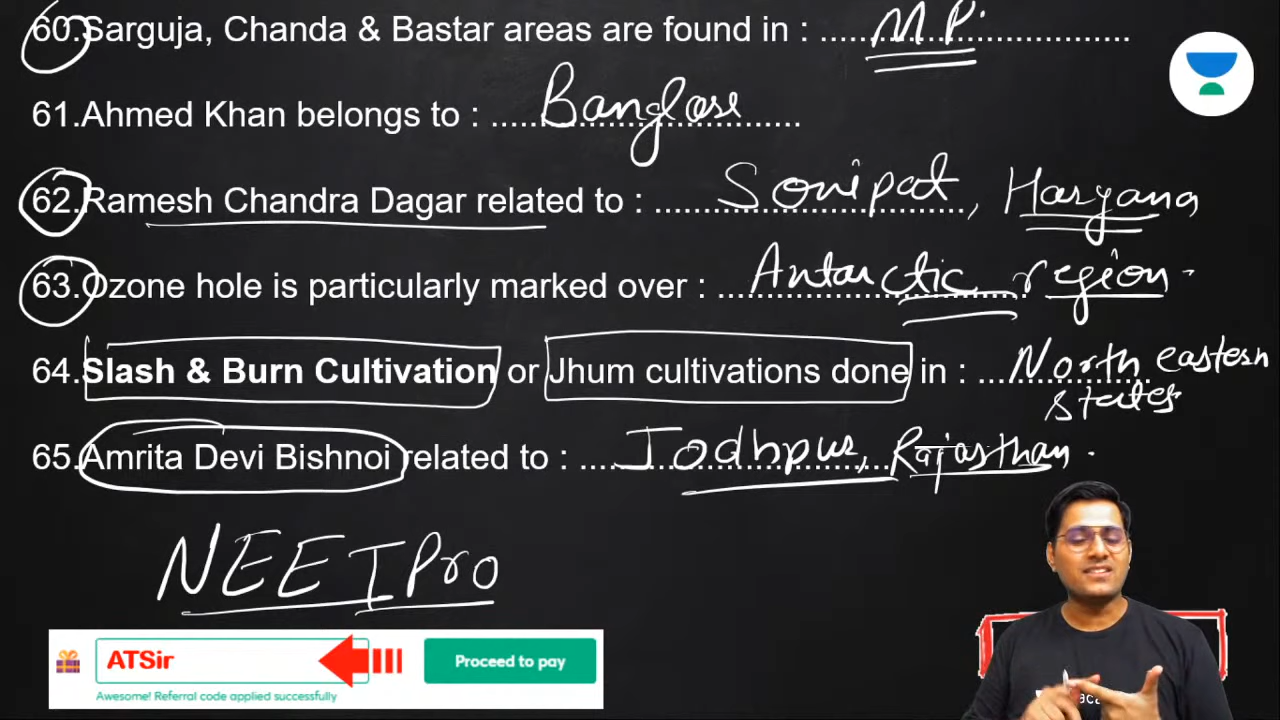 60.Sarguja, Chanda & Bastar areas are found in : ........M.P.................
61.Ahmed Khan belongs to : ....Banglore....
62.Ramesh Chandra Dagar related to : .......Sonipat......., Haryana
63.Ozone hole is particularly marked over : ....Antarctic region.
64.Slash & Burn Cultivation or Jhum cultivations done in : ....North eastern
states
65.Amrita Devi Bishnoi related to : ....Jodhpur, Rajasthan.
NEET Pro
ATSir
Proceed to pay
Awesome! Referral code applied successfully